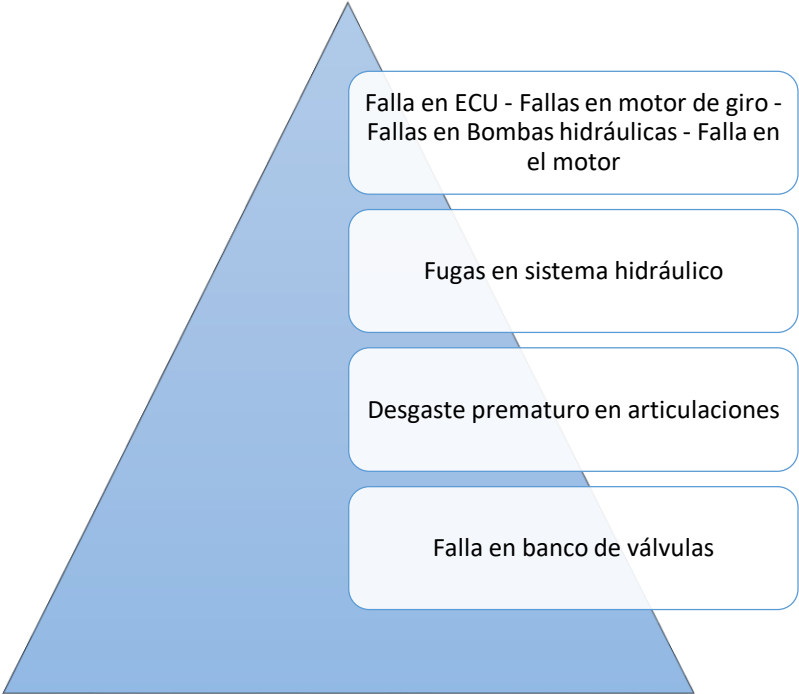 Falla en ECU - Fallas en motor de giro -
Fallas en Bombas hidráulicas - Falla en
el motor
Fugas en sistema hidráulico
Desgaste prematuro en articulaciones
Falla en banco de válvulas